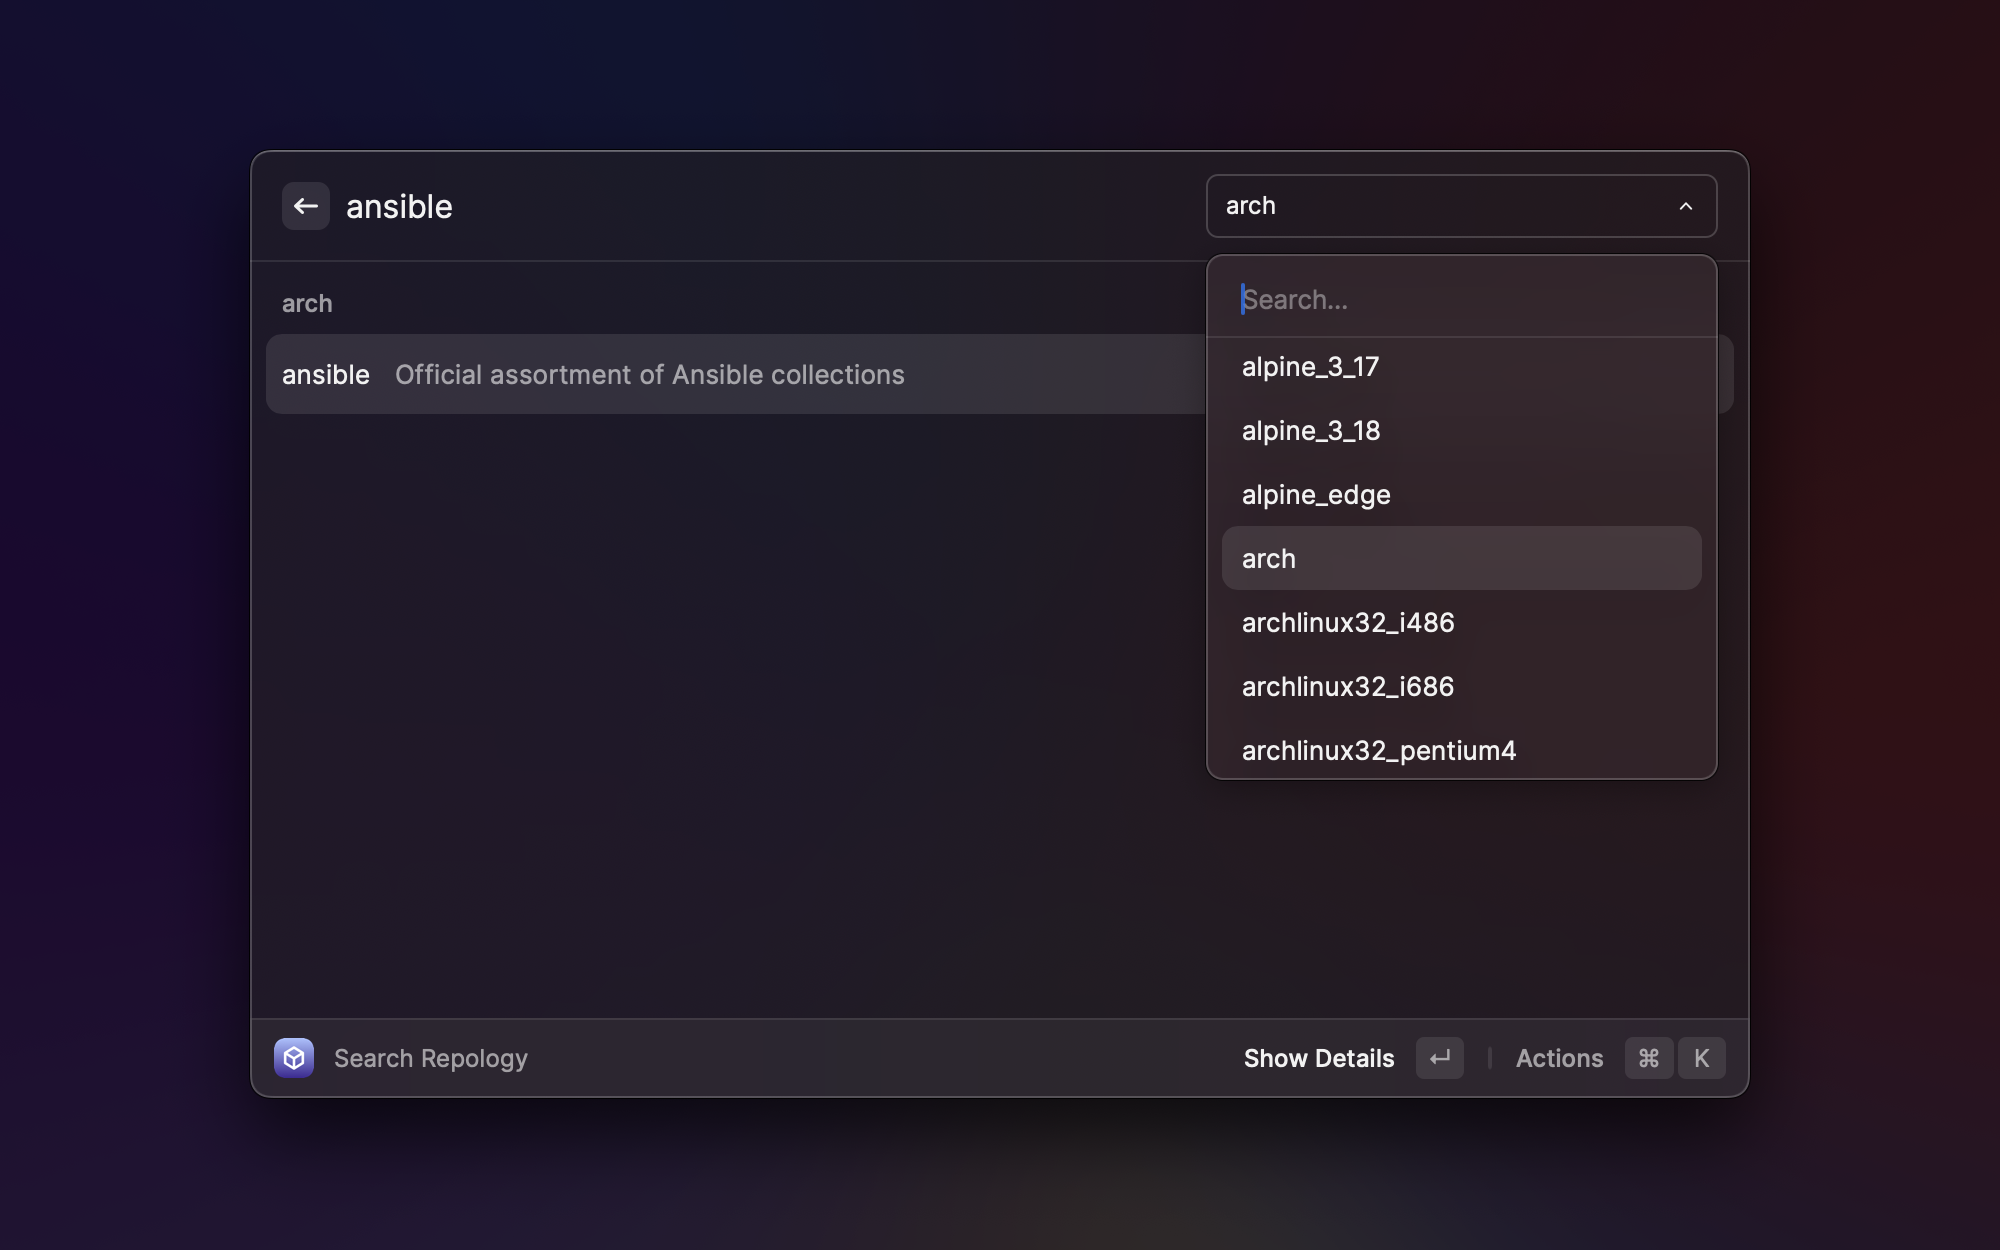 ansible
arch
Search...
arch
ansible Official assortment of Ansible collections
alpine_3_17
alpine_3_18
alpine_edge
arch
archlinux32_i486
archlinux32_i686
archlinux32_pentium4
Search Repology
Show Details
Actions ⌘ K